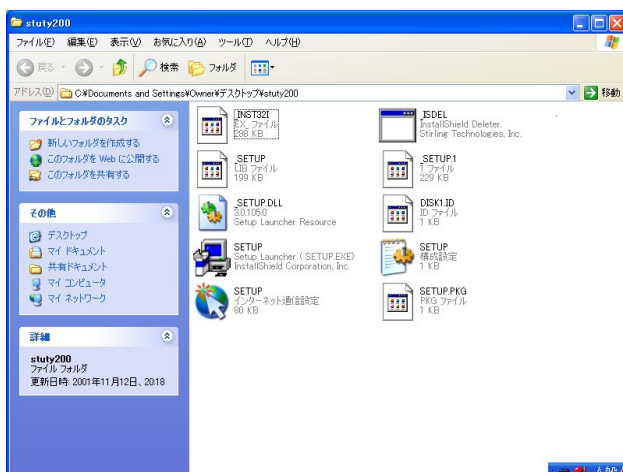 stuty200
ファイル(F) 編集(E) 表示(V) お気に入り(A) ツール(T) ヘルプ(H)
戻る 検索 フォルダ
アドレス(D) C:¥Documents and Settings¥Owner¥デスクトップ¥stuty200 移動
ファイルとフォルダのタスク
新しいフォルダを作成する
このフォルダを Web に公開する
このフォルダを共有する
その他
デスクトップ
マイ ドキュメント
共有ドキュメント
マイ コンピュータ
マイ ネットワーク
詳細
stuty200
ファイル フォルダ
更新日時: 2001年11月12日、20:18
_INST32I
EX_ ファイル
288 KB
_ISDEL
InstallShield Deleter.
Stirling Technologies, Inc.
_SETUP
LIB ファイル
199 KB
_SETUP.1
1 ファイル
229 KB
_SETUP.DLL
3.0.105.0
Setup Launcher Resource
DISK1.ID
ID ファイル
1 KB
SETUP
Setup Launcher (SETUP.EXE)
InstallShield Corporation, Inc.
SETUP
構成設定
1 KB
SETUP
インターネット通信設定
80 KB
SETUP.PKG
PKG ファイル
1 KB